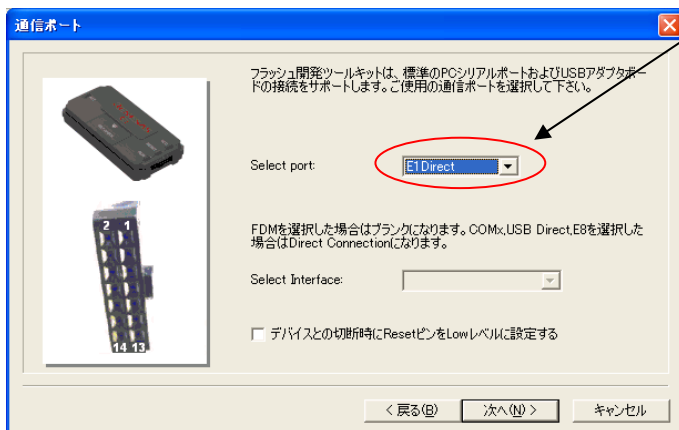 通信ポート
フラッシュ開発ツールキットは、標準のPCシリアルポートおよびUSBアダプタボー
ドの接続をサポートします。ご使用の通信ポートを選択して下さい。
Select port:
E1Direct
2 1
FDMを選択した場合はブランクになります。COMx,USB Direct,E8を選択した
場合はDirect Connectionになります。
Select Interface:
デバイスとの切断時にResetピンをLowレベルに設定する
14 13
< 戻る(B)
次へ(N) >
キャンセル